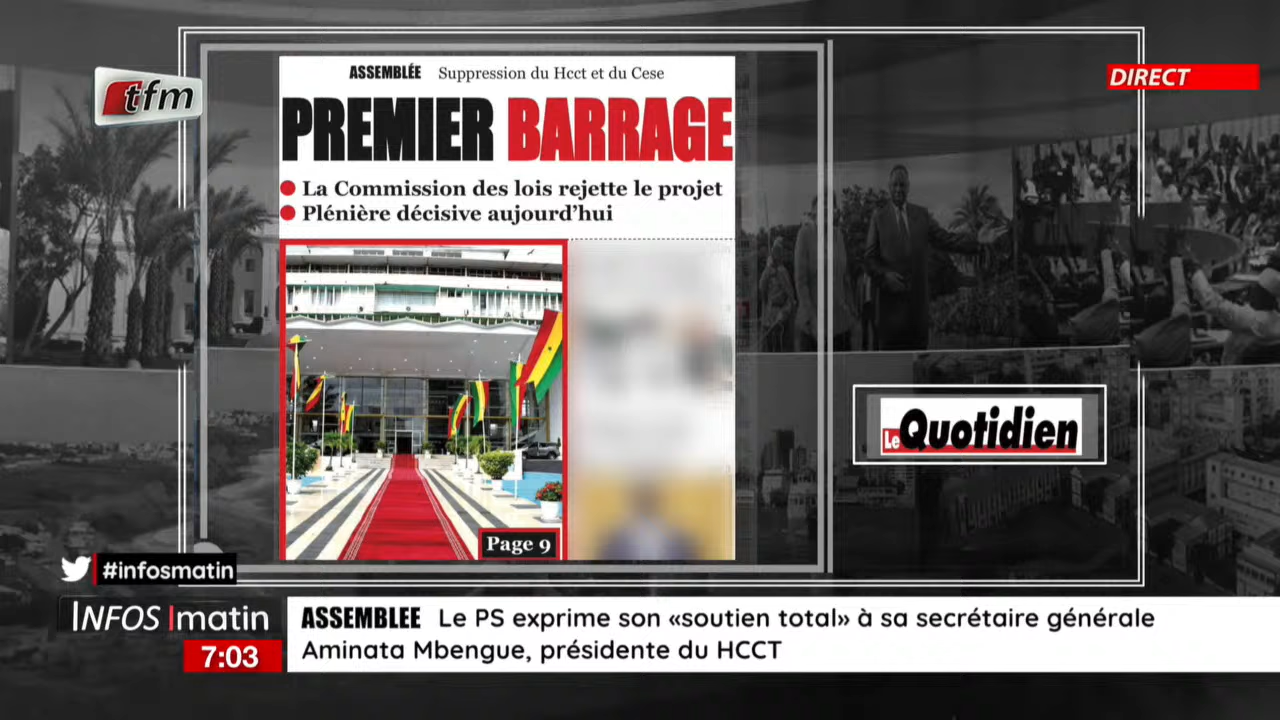 tfm
DIRECT
ASSEMBLÉE Suppression du Hcct et du Cese
PREMIER BARRAGE
La Commission des lois rejette le projet
Plénière décisive aujourd'hui
Page 9
Le Quotidien
#infosmatin
INFOS matin
7:03
ASSEMBLEE Le PS exprime son «soutien total» à sa secrétaire générale
Aminata Mbengue, présidente du HCCT